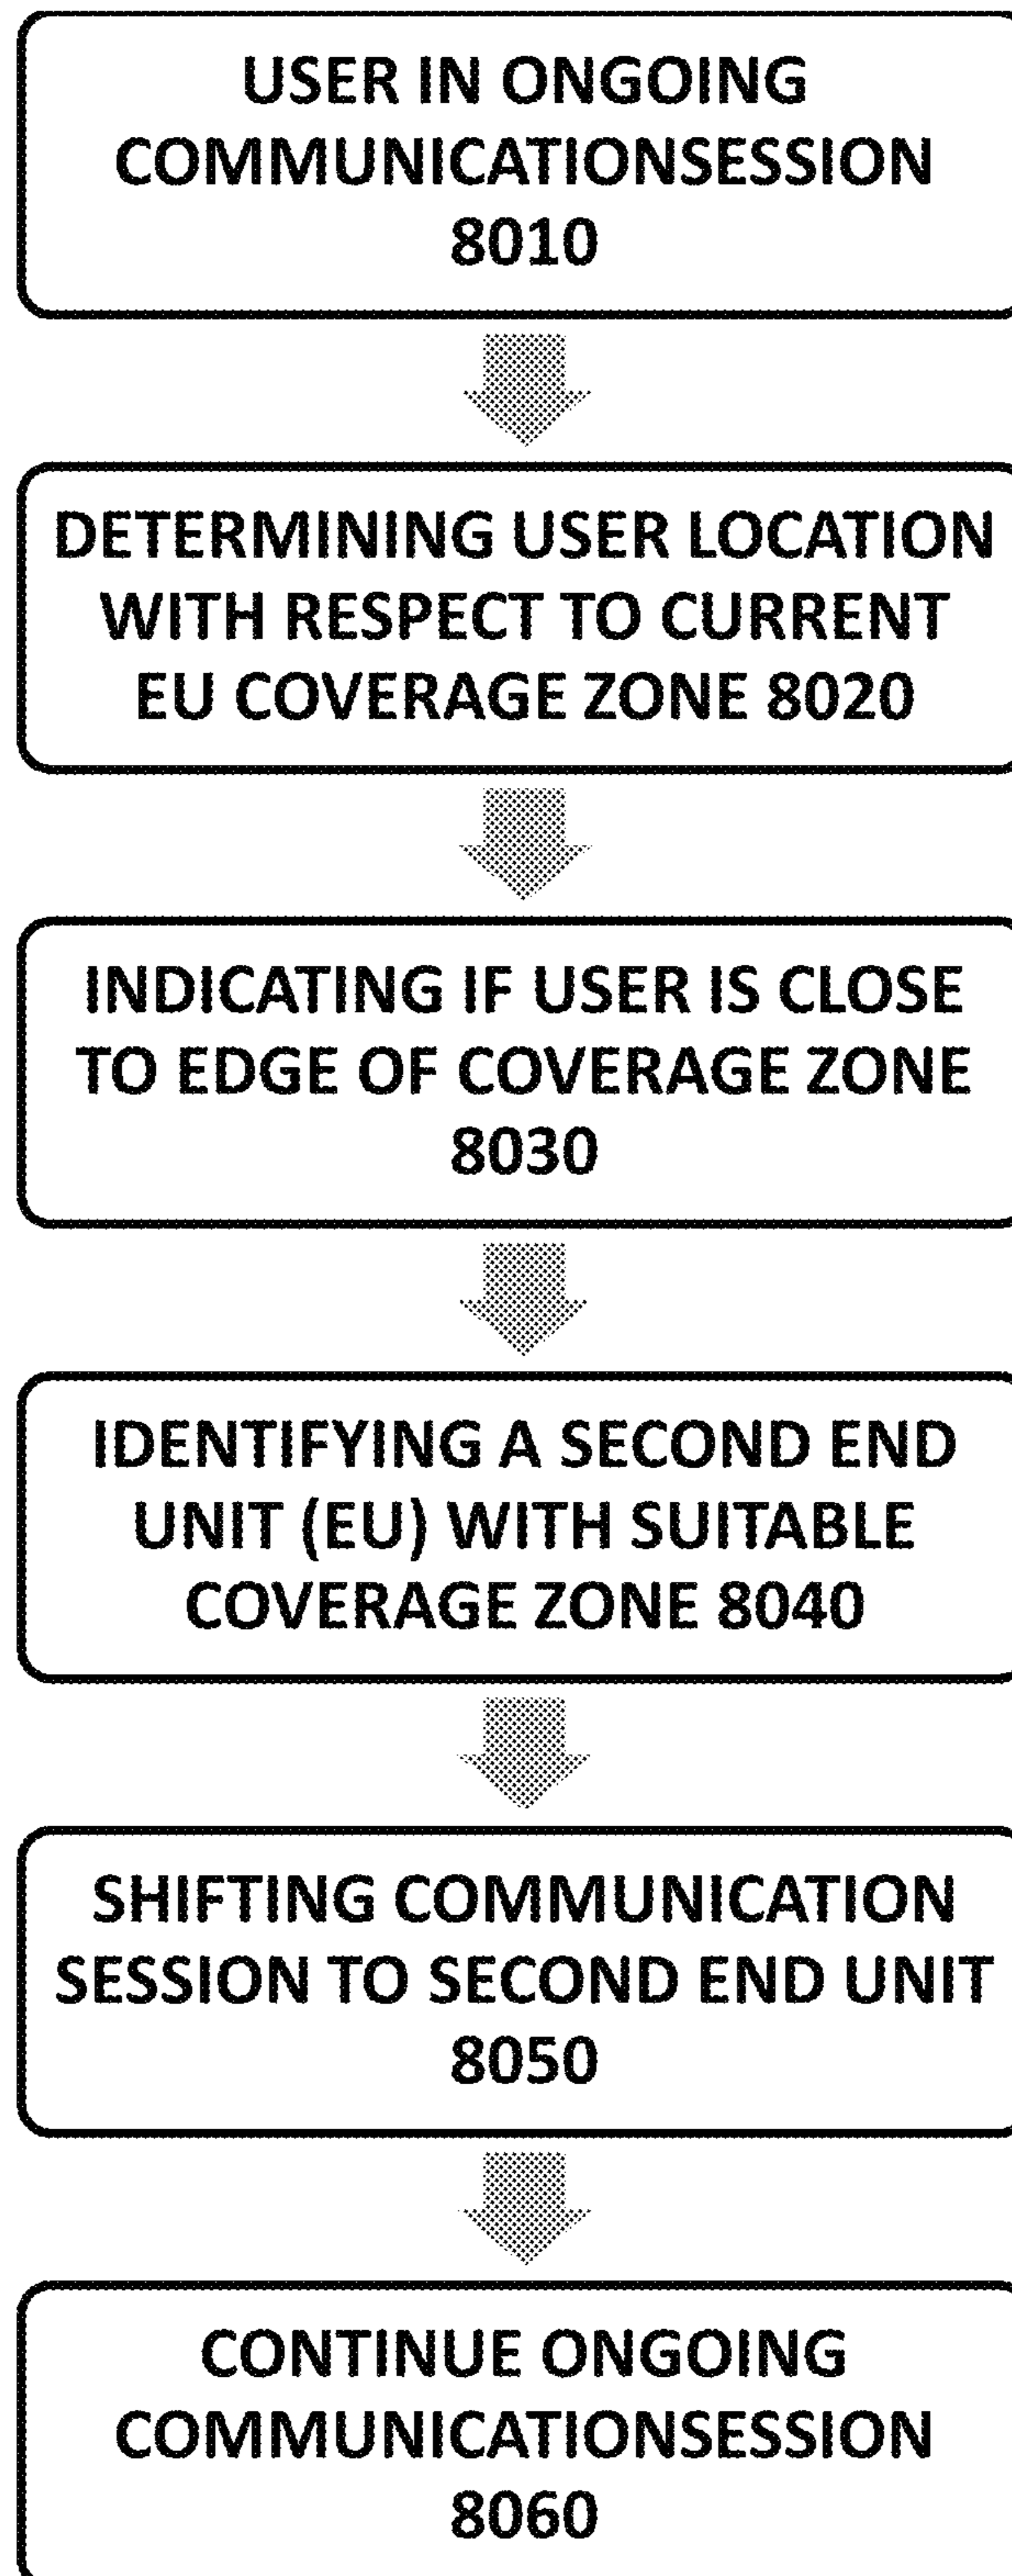 USER IN ONGOING
COMMUNICATIONSESSION
8010
DETERMINING USER LOCATION
WITH RESPECT TO CURRENT
EU COVERAGE ZONE 8020
INDICATING IF USER IS CLOSE
TO EDGE OF COVERAGE ZONE
8030
IDENTIFYING A SECOND END
UNIT (EU) WITH SUITABLE
COVERAGE ZONE 8040
SHIFTING COMMUNICATION
SESSION TO SECOND END UNIT
8050
CONTINUE ONGOING
COMMUNICATIONSESSION
8060